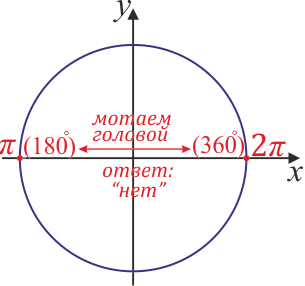 y
мотаем
головой
π (180°) (360°) 2π
ответ:
“нет”
x